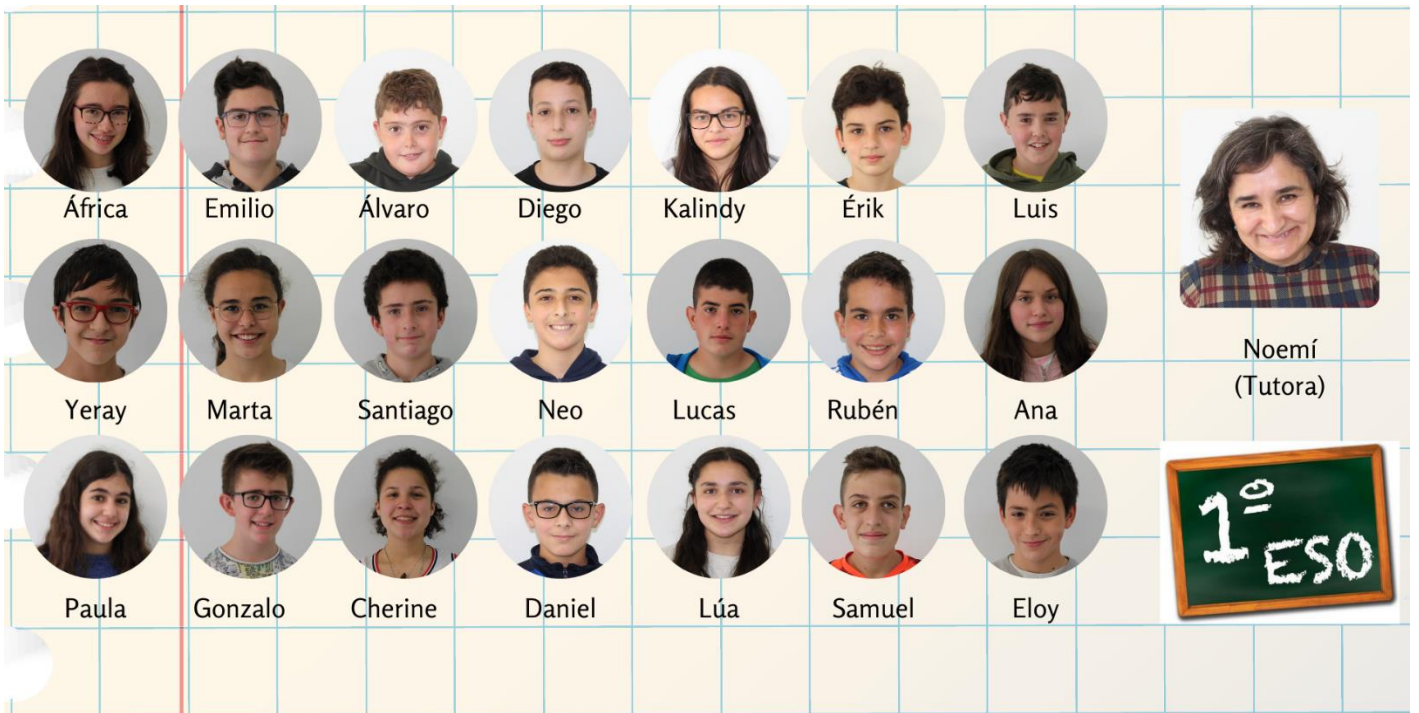 África Emilio Álvaro Diego Kalindy Érik Luis
Yeray Marta Santiago Neo Lucas Rubén Ana
Noemí
(Tutora)
Paula Gonzalo Cherine Daniel Lúa Samuel Eloy
1º
ESO